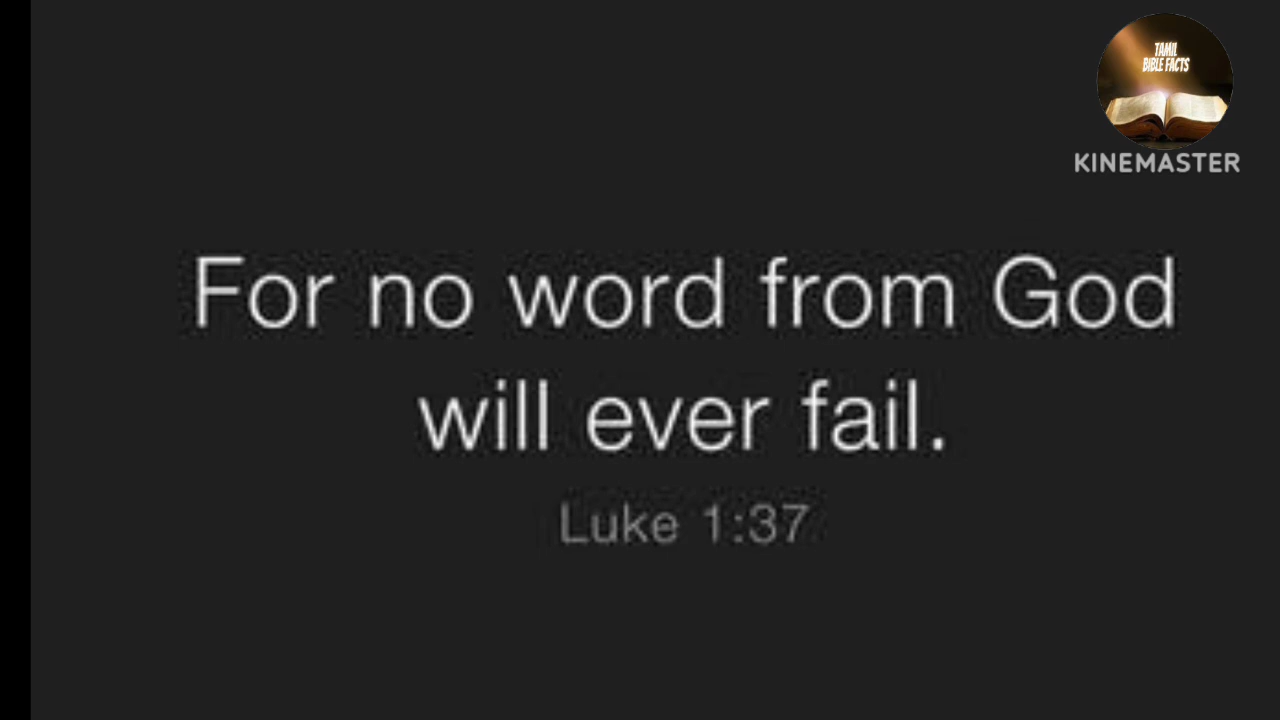 TAMIL
BIBLE FACTS
KINEMASTER
For no word from God
will ever fail.
Luke 1:37